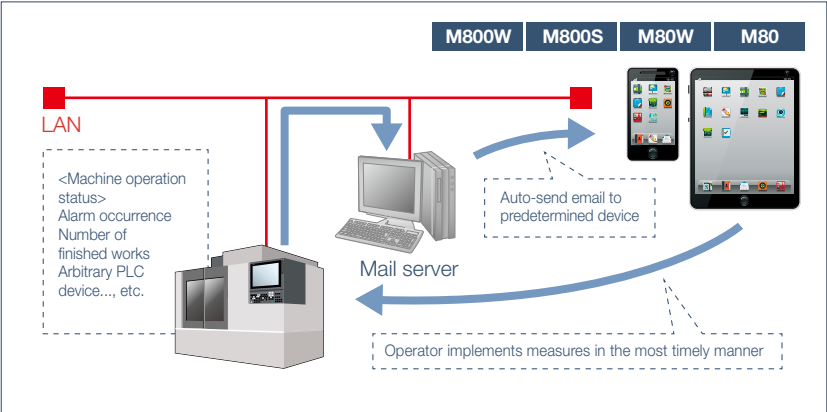 M800W M800S M80W M80
LAN
<Machine operation
status>
Alarm occurrence
Number of
finished works
Arbitrary PLC
device..., etc.
Auto-send email to
predetermined device
Mail server
Operator implements measures in the most timely manner